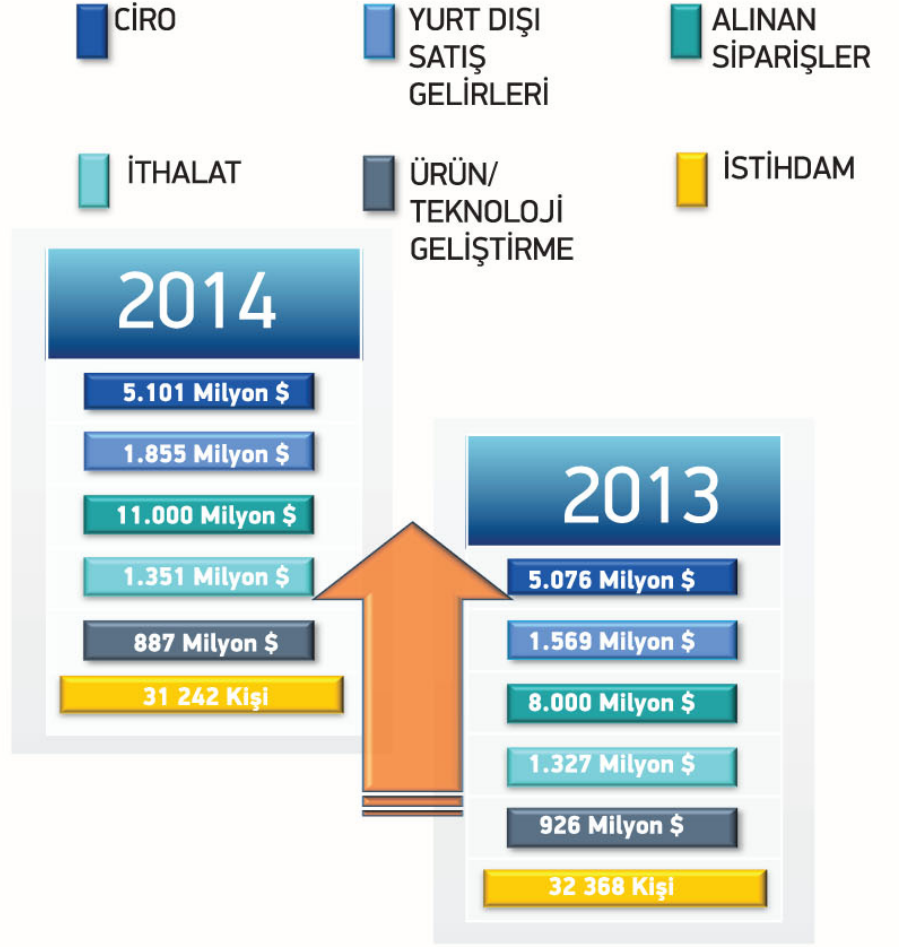 CİRO
YURT DIŞI
SATIŞ
GELİRLERİ
ALINAN
SİPARİŞLER
İTHALAT
ÜRÜN/
TEKNOLOJİ
GELİŞTİRME
İSTİHDAM
2014
5.101 Milyon $
1.855 Milyon $
11.000 Milyon $
1.351 Milyon $
887 Milyon $
31 242 Kişi
2013
5.076 Milyon $
1.569 Milyon $
8.000 Milyon $
1.327 Milyon $
926 Milyon $
32 368 Kişi